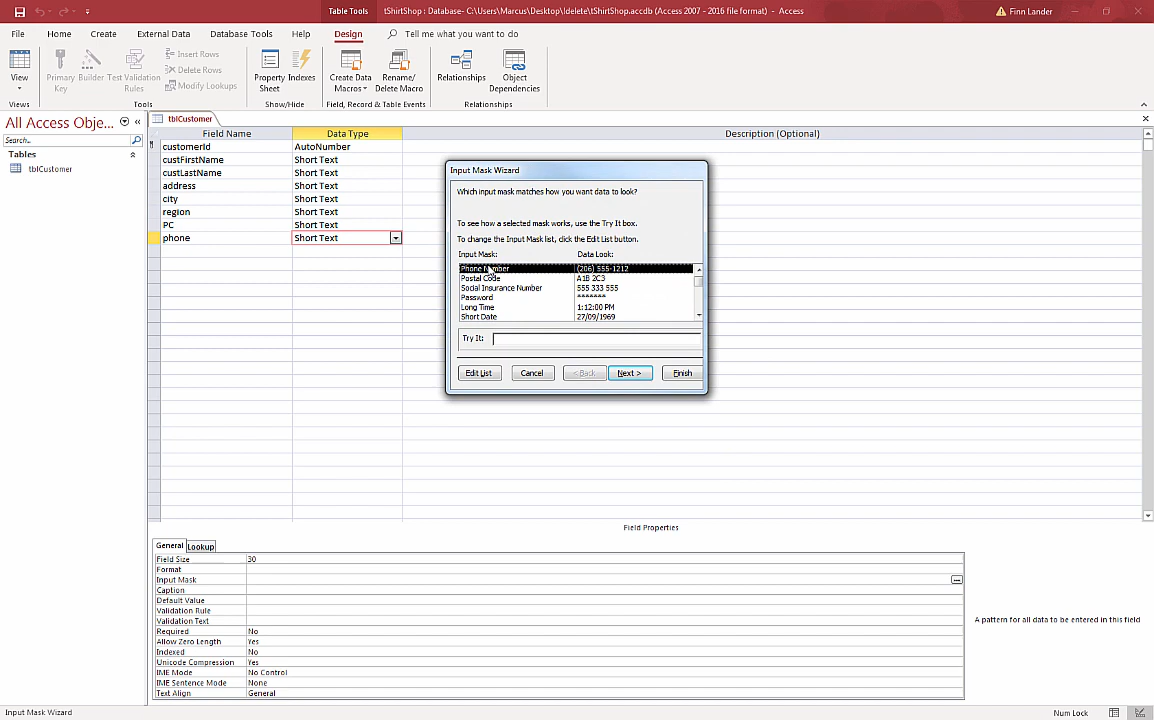 Table Tools
tShirtShop : Database- C:\Users\Marcus\Desktop\!delete\tShirtShop.accdb (Access 2007 - 2016 file format) - Access
Finn Lander
File Home Create External Data Database Tools Help Design Tell me what you want to do
View
Primary Key
Builder
Test Validation Rules
Insert Rows
Delete Rows
Modify Lookups
Property Sheet
Indexes
Create Data Macros
Rename/ Delete Macro
Relationships
Object Dependencies
Views Tools Show/Hide Field, Record & Table Events Relationships
All Access Obje...
Search...
Tables
tblCustomer
tblCustomer
Field Name Data Type Description (Optional)
customerId AutoNumber
custFirstName Short Text
custLastName Short Text
address Short Text
city Short Text
region Short Text
PC Short Text
phone Short Text
Input Mask Wizard
Which input mask matches how you want data to look?
To see how a selected mask works, use the Try It box.
To change the Input Mask list, click the Edit List button.
Input Mask: Data Look:
Phone Number (206) 555-1212
Postal Code A1B 2C3
Social Insurance Number 555 333 555
Password *******
Long Time 1:12:00 PM
Short Date 27/09/1969
Try It:
Edit List Cancel < Back Next > Finish
Field Properties
General Lookup
Field Size 30
Format
Input Mask
Caption
Default Value
Validation Rule
Validation Text
Required No
Allow Zero Length Yes
Indexed No
Unicode Compression Yes
IME Mode No Control
IME Sentence Mode None
Text Align General
A pattern for all data to be entered in this field
Input Mask Wizard
Num Lock